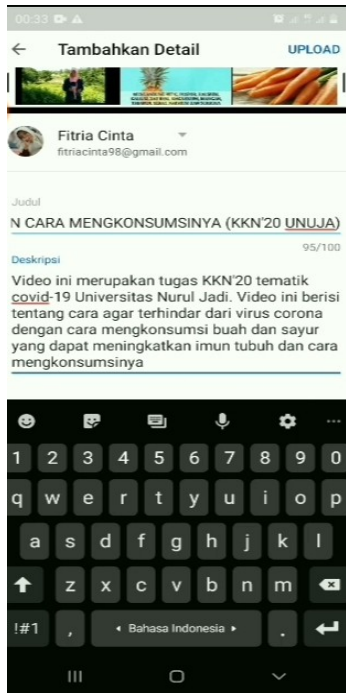 00:33
Tambahkan Detail UPLOAD
Fitria Cinta
fitriacinta98@gmail.com
Judul
N CARA MENGKONSUMSINYA (KKN'20 UNUJA)
95/100
Deskripsi
Video ini merupakan tugas KKN'20 tematik
covid-19 Universitas Nurul Jadi. Video ini berisi
tentang cara agar terhindar dari virus corona
dengan cara mengkonsumsi buah dan sayur
yang dapat meningkatkan imun tubuh dan cara
mengkonsumsinya
1 2 3 4 5 6 7 8 9 0
q w e r t y u i o p
a s d f g h j k l
z x c v b n m
!#1 , Bahasa Indonesia .